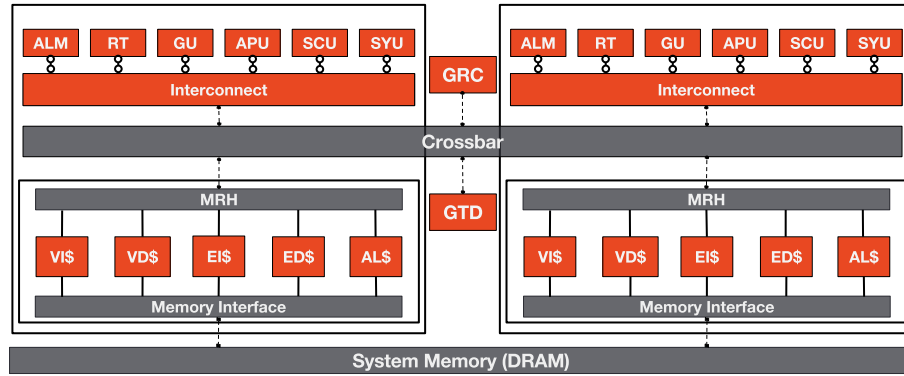 ALM RT GU APU SCU SYU
Interconnect
GRC
ALM RT GU APU SCU SYU
Interconnect
Crossbar
MRH
VI$ VD$ EI$ ED$ AL$
Memory Interface
GTD
MRH
VI$ VD$ EI$ ED$ AL$
Memory Interface
System Memory (DRAM)